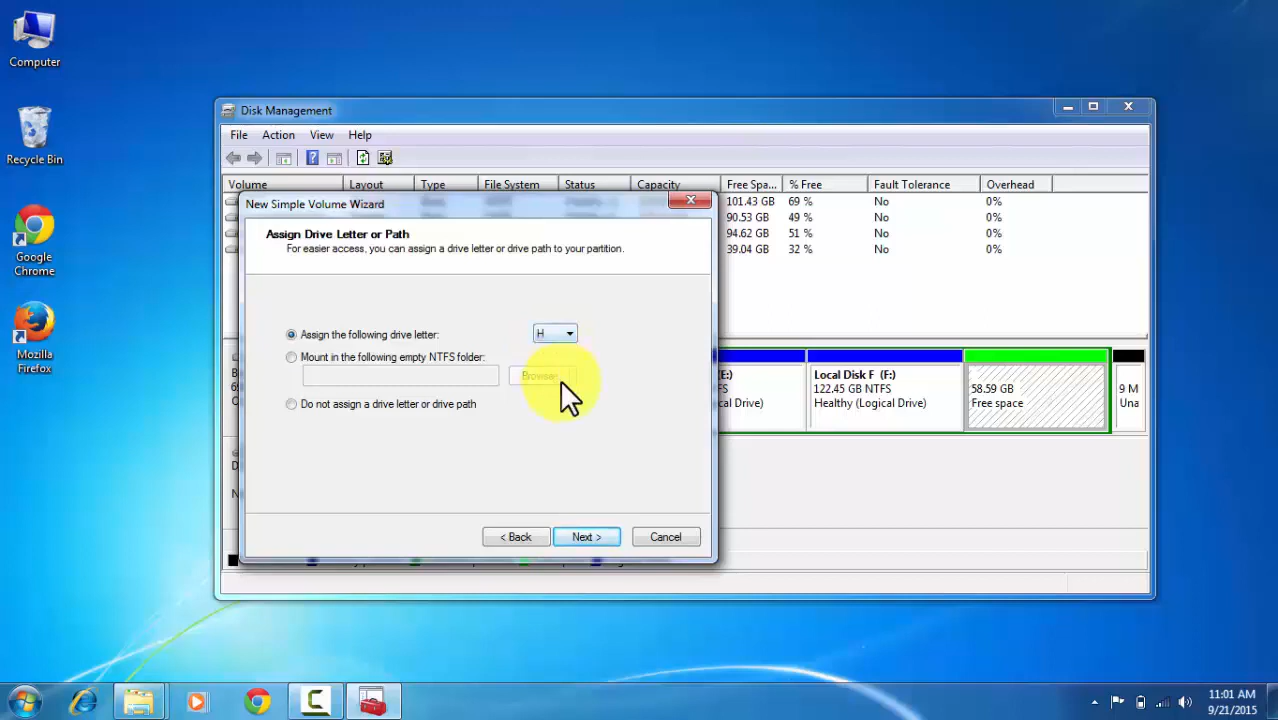 Computer
Recycle Bin
Google
Chrome
Mozilla
Firefox
Disk Management
File Action View Help
Volume Layout Type File System Status Capacity Free Spa... % Free Fault Tolerance Overhead
101.43 GB 69 % No 0%
90.53 GB 49 % No 0%
94.62 GB 51 % No 0%
39.04 GB 32 % No 0%
New Simple Volume Wizard
Assign Drive Letter or Path
For easier access, you can assign a drive letter or drive path to your partition.
Assign the following drive letter: H
Mount in the following empty NTFS folder:
Browse...
Do not assign a drive letter or drive path
< Back Next > Cancel
(E:)
FS
cal Drive)
Local Disk F (F:)
122.45 GB NTFS
Healthy (Logical Drive)
58.59 GB
Free space
9 M
Una
11:01 AM
9/21/2015